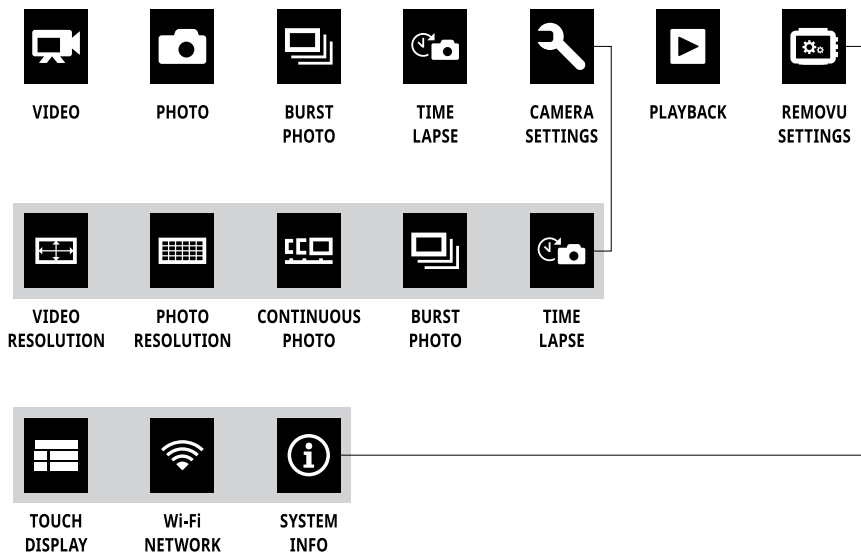 VIDEO
PHOTO
BURST
PHOTO
TIME
LAPSE
CAMERA
SETTINGS
PLAYBACK
REMOVU
SETTINGS
VIDEO
RESOLUTION
PHOTO
RESOLUTION
CONTINUOUS
PHOTO
BURST
PHOTO
TIME
LAPSE
TOUCH
DISPLAY
Wi-Fi
NETWORK
SYSTEM
INFO